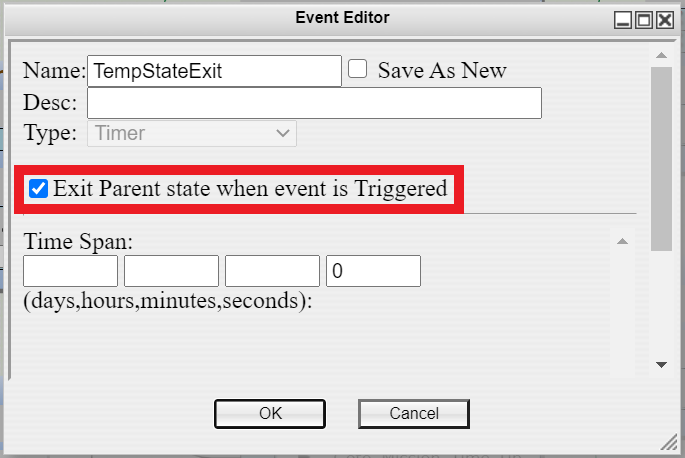 Event Editor
Name: TempStateExit Save As New
Desc:
Type: Timer
Exit Parent state when event is Triggered
Time Span:
0
(days,hours,minutes,seconds):
OK Cancel